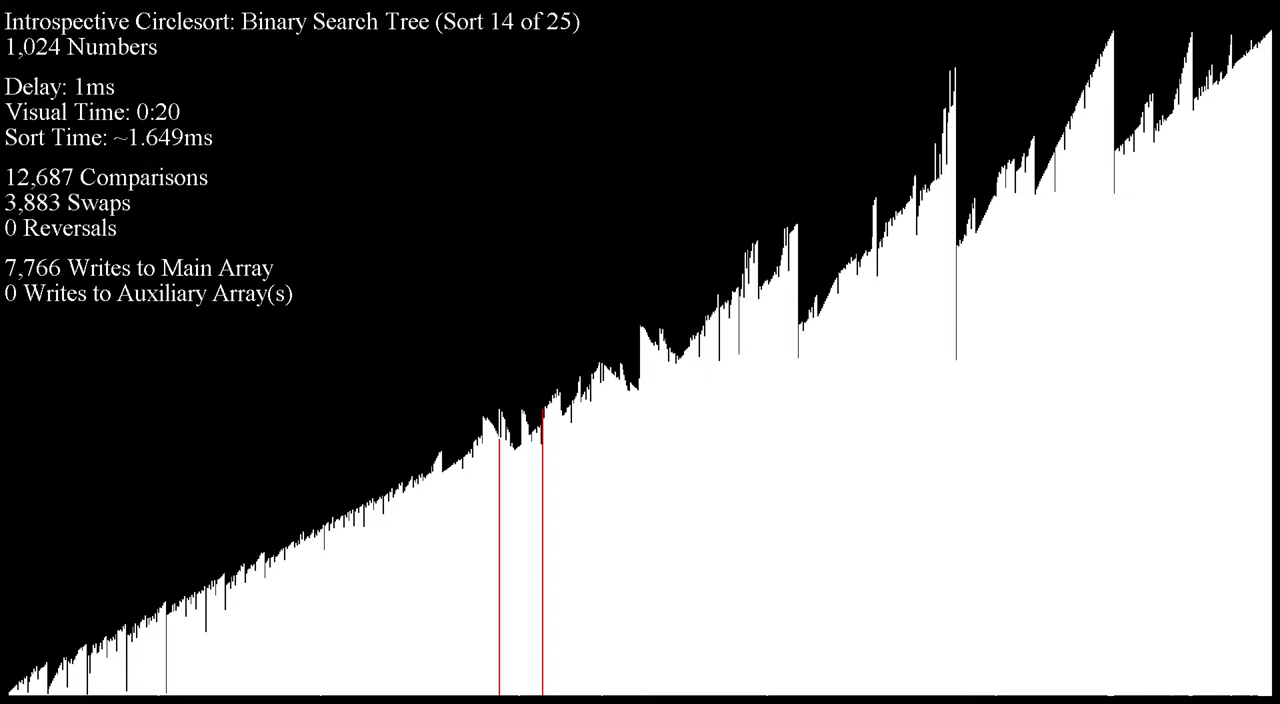 Introspective Circlesort: Binary Search Tree (Sort 14 of 25)
1,024 Numbers
Delay: 1ms
Visual Time: 0:20
Sort Time: ~1.649ms
12,687 Comparisons
3,883 Swaps
0 Reversals
7,766 Writes to Main Array
0 Writes to Auxiliary Array(s)